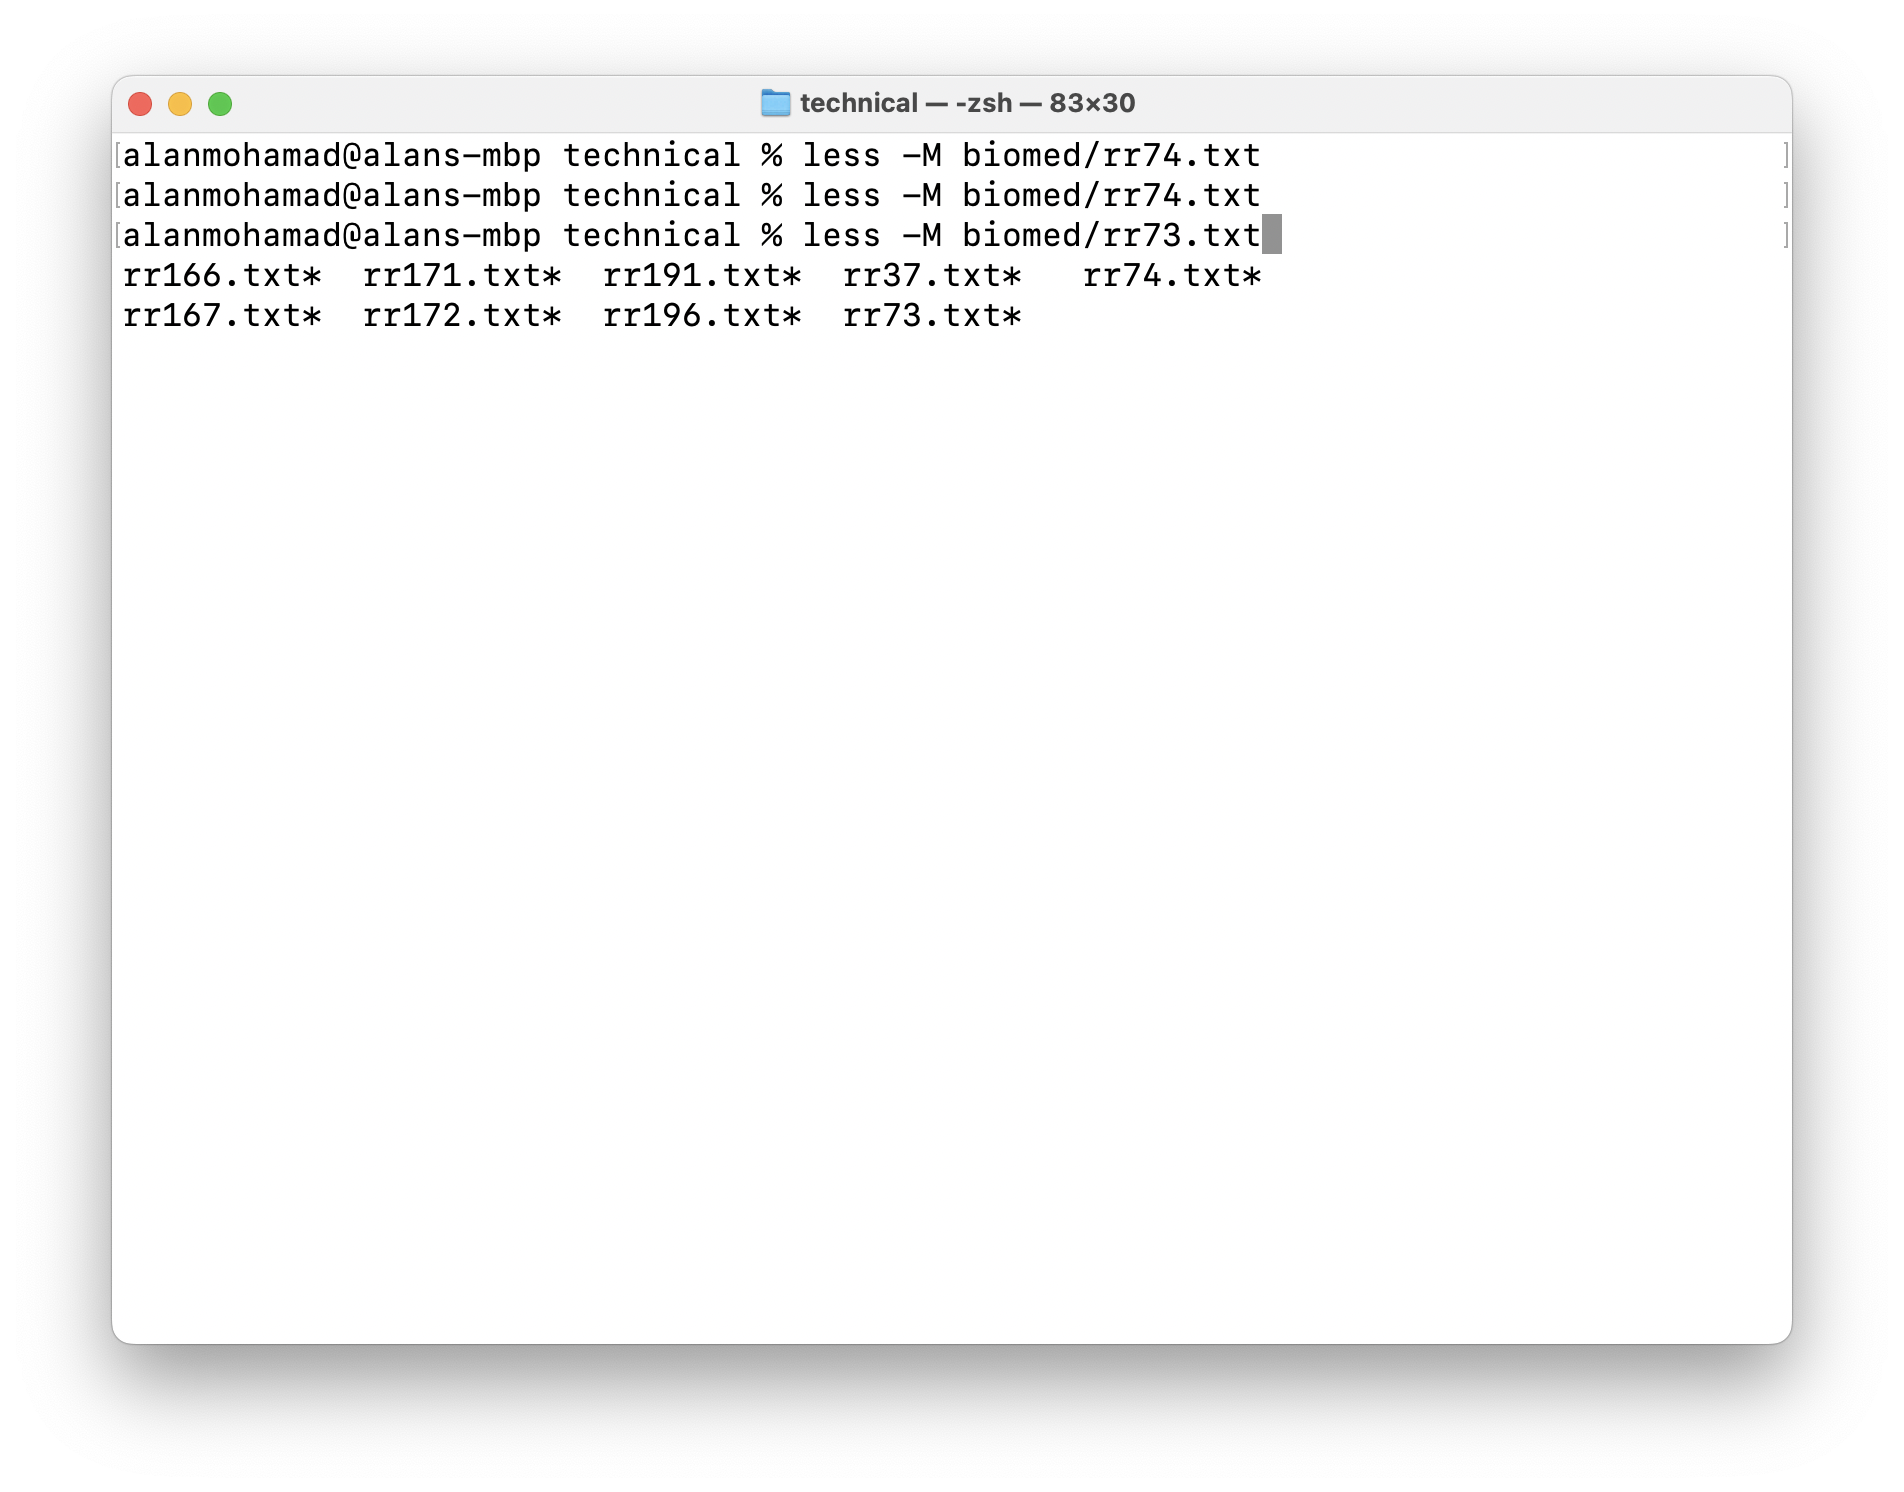 technical — -zsh — 83×30
[alanmohamad@alans-mbp technical % less -M biomed/rr74.txt ]
[alanmohamad@alans-mbp technical % less -M biomed/rr74.txt ]
[alanmohamad@alans-mbp technical % less -M biomed/rr73.txt ]
rr166.txt*  rr171.txt*  rr191.txt*  rr37.txt*   rr74.txt*
rr167.txt*  rr172.txt*  rr196.txt*  rr73.txt*